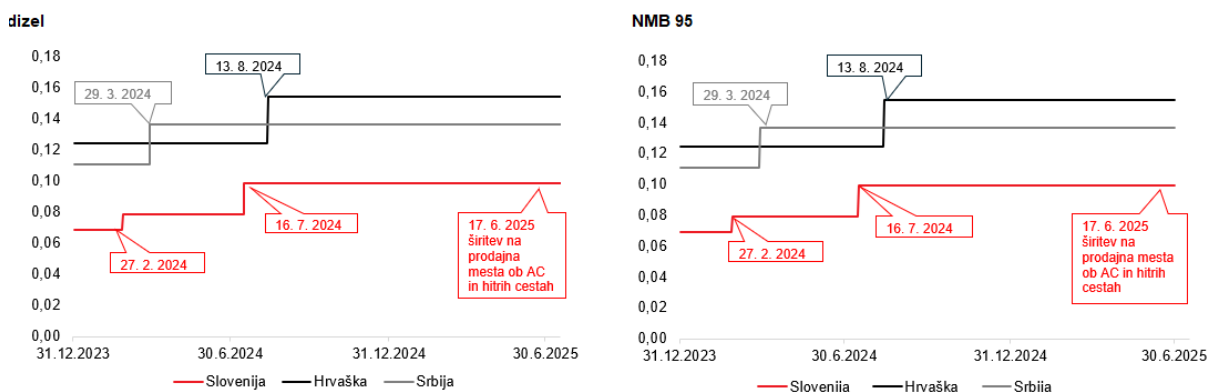 dizel
0,18
0,16
0,14
0,12
0,10
0,08
0,06
0,04
0,02
0,00
13. 8. 2024
29. 3. 2024
16. 7. 2024
27. 2. 2024
17. 6. 2025
širitev na
prodajna
mesta ob AC
in hitrih cestah
31.12.2023
30.6.2024
31.12.2024
30.6.2025
Slovenija
Hrvaška
Srbija
NMB 95
0,18
0,16
0,14
0,12
0,10
0,08
0,06
0,04
0,02
0,00
13. 8. 2024
29. 3. 2024
16. 7. 2024
27. 2. 2024
17. 6. 2025
širitev na
prodajna mesta
ob AC in hitrih
cestah
31.12.2023
30.6.2024
31.12.2024
30.6.2025
Slovenija
Hrvaška
Srbija